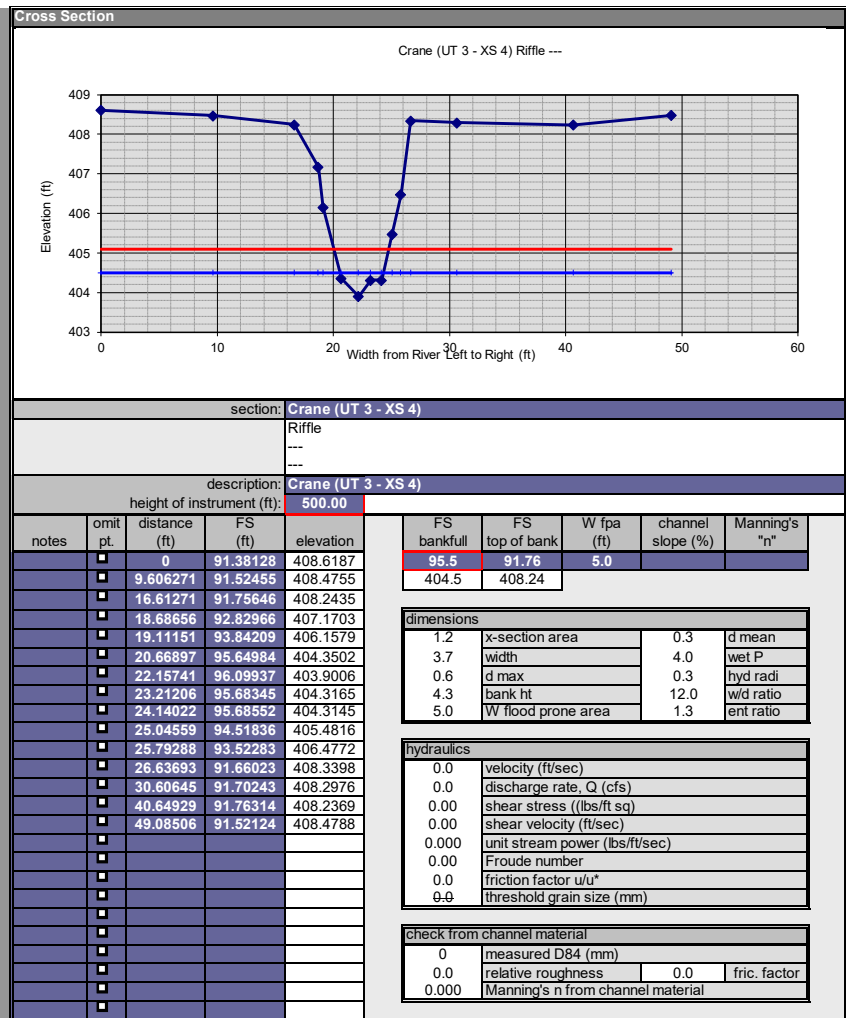 Cross Section
Crane (UT 3 - XS 4) Riffle ---
409
408
407
406
405
404
403
Elevation (ft)
0 10 20 30 40 50 60
Width from River Left to Right (ft)
section: Crane (UT 3 - XS 4)
Riffle
---
---
description: Crane (UT 3 - XS 4)
height of instrument (ft): 500.00
notes omit pt. distance (ft) FS (ft) elevation
0 91.38128 408.6187
9.606271 91.52455 408.4755
16.61271 91.75646 408.2435
18.68656 92.82966 407.1703
19.11151 93.84209 406.1579
20.66897 95.64984 404.3502
22.15741 96.09937 403.9006
23.21206 95.68345 404.3165
24.14022 95.68552 404.3145
25.04559 94.51836 405.4816
25.79288 93.52283 406.4772
26.63693 91.66023 408.3398
30.60645 91.70243 408.2976
40.64929 91.76314 408.2369
49.08506 91.52124 408.4788
FS bankfull FS top of bank W fpa (ft) channel slope (%) Manning's "n"
95.5 91.76 5.0
404.5 408.24
dimensions
1.2 x-section area 0.3 d mean
3.7 width 4.0 wet P
0.6 d max 0.3 hyd radi
4.3 bank ht 12.0 w/d ratio
5.0 W flood prone area 1.3 ent ratio
hydraulics
0.0 velocity (ft/sec)
0.0 discharge rate, Q (cfs)
0.00 shear stress ((lbs/ft sq)
0.00 shear velocity (ft/sec)
0.000 unit stream power (lbs/ft/sec)
0.00 Froude number
0.0 friction factor u/u*
0.0 threshold grain size (mm)
check from channel material
0 measured D84 (mm)
0.0 relative roughness 0.0 fric. factor
0.000 Manning's n from channel material